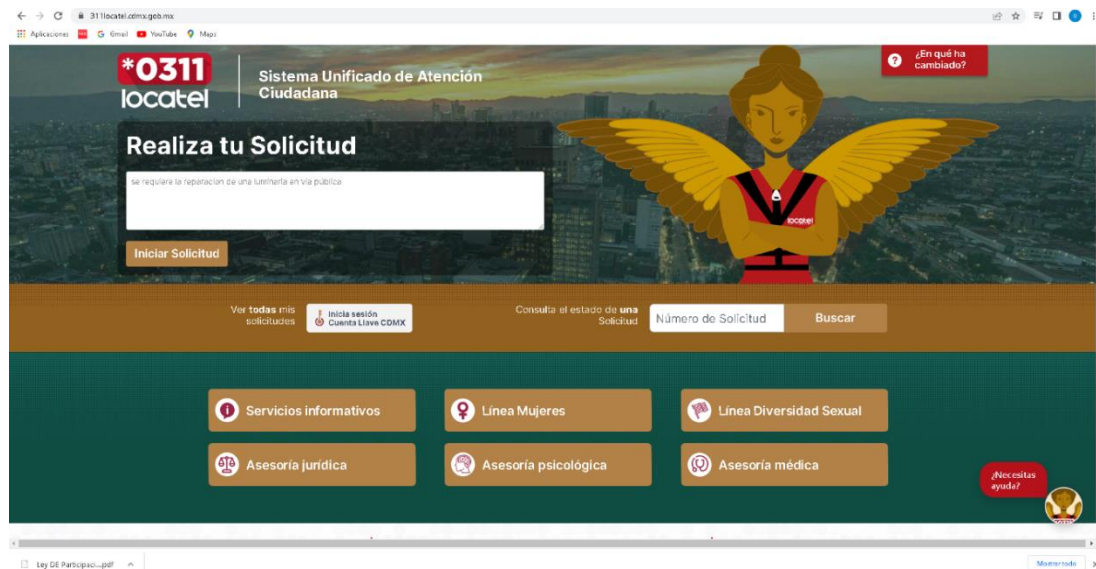 311locatel.cdmx.gob.mx
Aplicaciones
Gmail
YouTube
Maps
*0311
locatel
Sistema Unificado de Atención
Ciudadana
¿En qué ha
cambiado?
Realiza tu Solicitud
se requiere la reparacion de una luminaria en vía pública
locatel
Iniciar Solicitud
Ver todas mis
solicitudes
Inicia sesión
Cuenta Llave CDMX
Consulta el estado de una
Solicitud
Número de Solicitud
Buscar
Servicios informativos
Línea Mujeres
Línea Diversidad Sexual
Asesoría jurídica
Asesoría psicológica
Asesoría médica
¿Necesitas
ayuda?
Ley DE Participaci....pdf
Mostrar todo